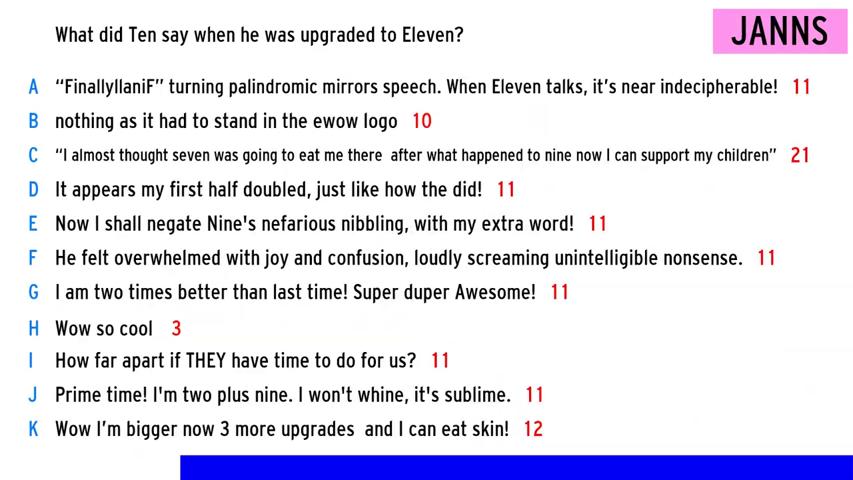 What did Ten say when he was upgraded to Eleven?
JANNS
A “FinallyllaniF” turning palindromic mirrors speech. When Eleven talks, it’s near indecipherable! 11
B nothing as it had to stand in the ewow logo 10
C “I almost thought seven was going to eat me there after what happened to nine now I can support my children” 21
D It appears my first half doubled, just like how the did! 11
E Now I shall negate Nine's nefarious nibbling, with my extra word! 11
F He felt overwhelmed with joy and confusion, loudly screaming unintelligible nonsense. 11
G I am two times better than last time! Super duper Awesome! 11
H Wow so cool 3
I How far apart if THEY have time to do for us? 11
J Prime time! I'm two plus nine. I won't whine, it's sublime. 11
K Wow I’m bigger now 3 more upgrades and I can eat skin! 12